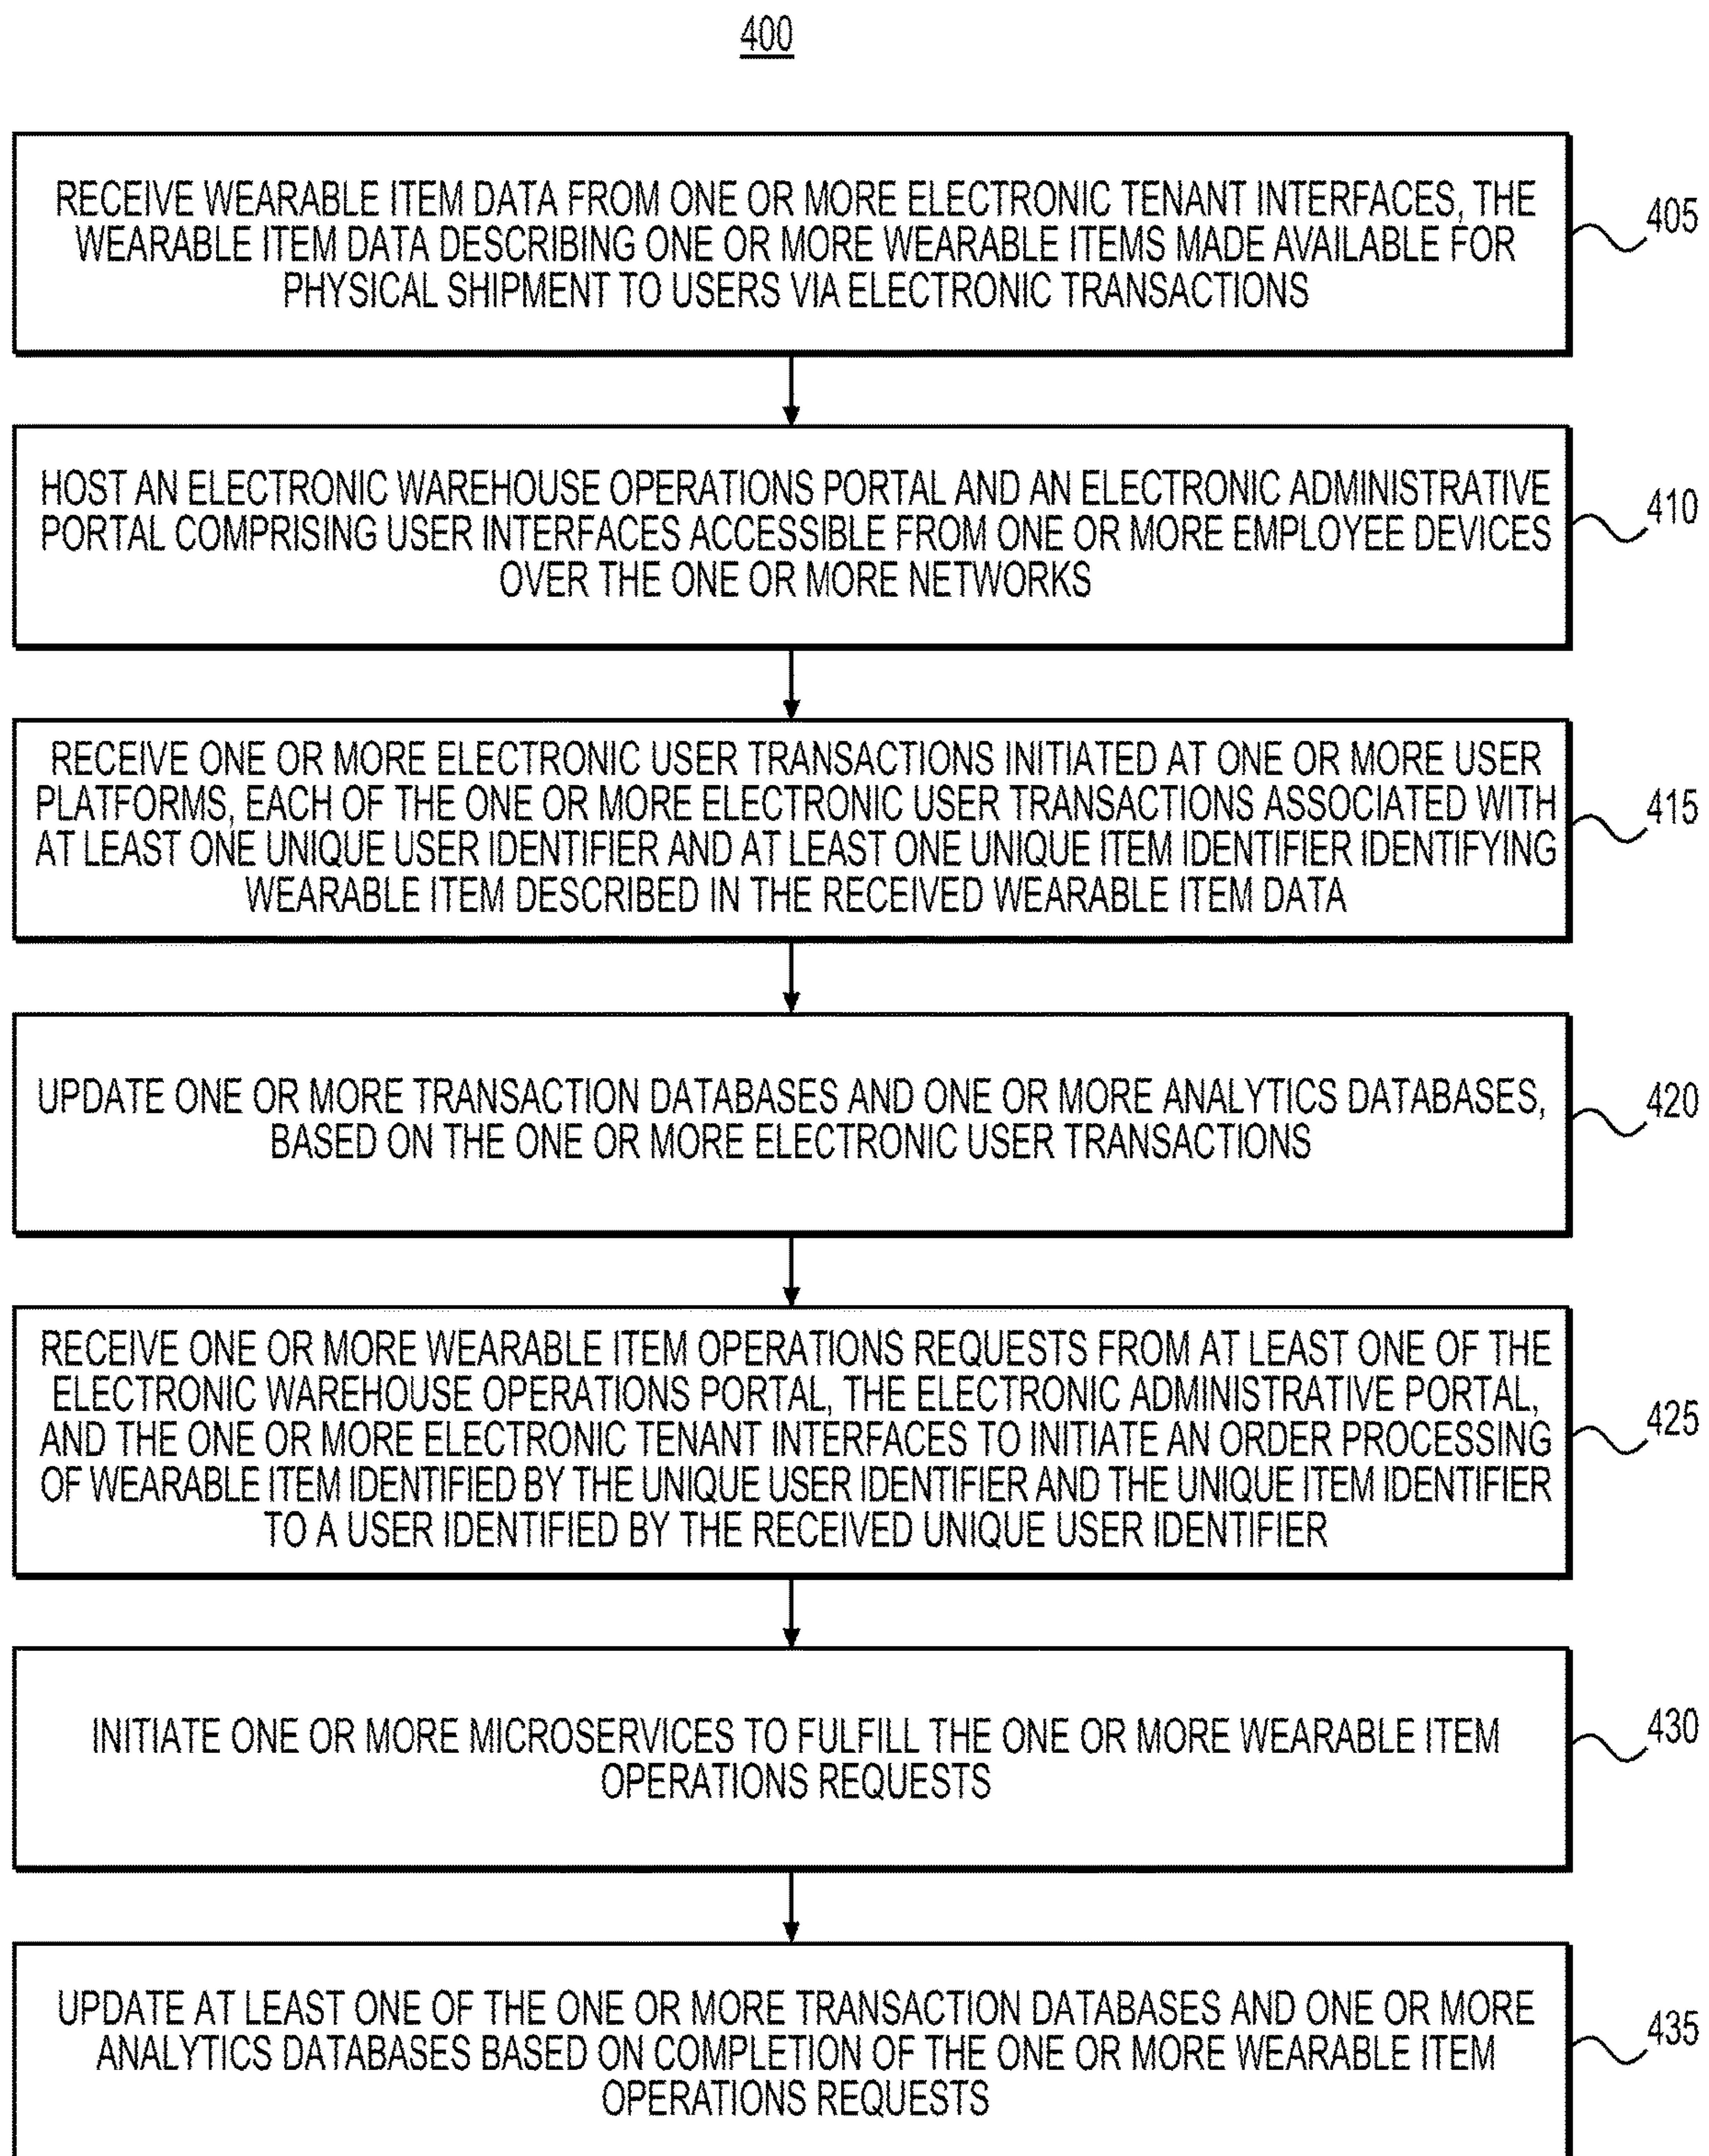 400
RECEIVE WEARABLE ITEM DATA FROM ONE OR MORE ELECTRONIC TENANT INTERFACES, THE
WEARABLE ITEM DATA DESCRIBING ONE OR MORE WEARABLE ITEMS MADE AVAILABLE FOR
PHYSICAL SHIPMENT TO USERS VIA ELECTRONIC TRANSACTIONS
405
HOST AN ELECTRONIC WAREHOUSE OPERATIONS PORTAL AND AN ELECTRONIC ADMINISTRATIVE
PORTAL COMPRISING USER INTERFACES ACCESSIBLE FROM ONE OR MORE EMPLOYEE DEVICES
OVER THE ONE OR MORE NETWORKS
410
RECEIVE ONE OR MORE ELECTRONIC USER TRANSACTIONS INITIATED AT ONE OR MORE USER
PLATFORMS, EACH OF THE ONE OR MORE ELECTRONIC USER TRANSACTIONS ASSOCIATED WITH
AT LEAST ONE UNIQUE USER IDENTIFIER AND AT LEAST ONE UNIQUE ITEM IDENTIFIER IDENTIFYING
WEARABLE ITEM DESCRIBED IN THE RECEIVED WEARABLE ITEM DATA
415
UPDATE ONE OR MORE TRANSACTION DATABASES AND ONE OR MORE ANALYTICS DATABASES,
BASED ON THE ONE OR MORE ELECTRONIC USER TRANSACTIONS
420
RECEIVE ONE OR MORE WEARABLE ITEM OPERATIONS REQUESTS FROM AT LEAST ONE OF THE
ELECTRONIC WAREHOUSE OPERATIONS PORTAL, THE ELECTRONIC ADMINISTRATIVE PORTAL,
AND THE ONE OR MORE ELECTRONIC TENANT INTERFACES TO INITIATE AN ORDER PROCESSING
OF WEARABLE ITEM IDENTIFIED BY THE UNIQUE USER IDENTIFIER AND THE UNIQUE ITEM IDENTIFIER
TO A USER IDENTIFIED BY THE RECEIVED UNIQUE USER IDENTIFIER
425
INITIATE ONE OR MORE MICROSERVICES TO FULFILL THE ONE OR MORE WEARABLE ITEM
OPERATIONS REQUESTS
430
UPDATE AT LEAST ONE OF THE ONE OR MORE TRANSACTION DATABASES AND ONE OR MORE
ANALYTICS DATABASES BASED ON COMPLETION OF THE ONE OR MORE WEARABLE ITEM
OPERATIONS REQUESTS
435